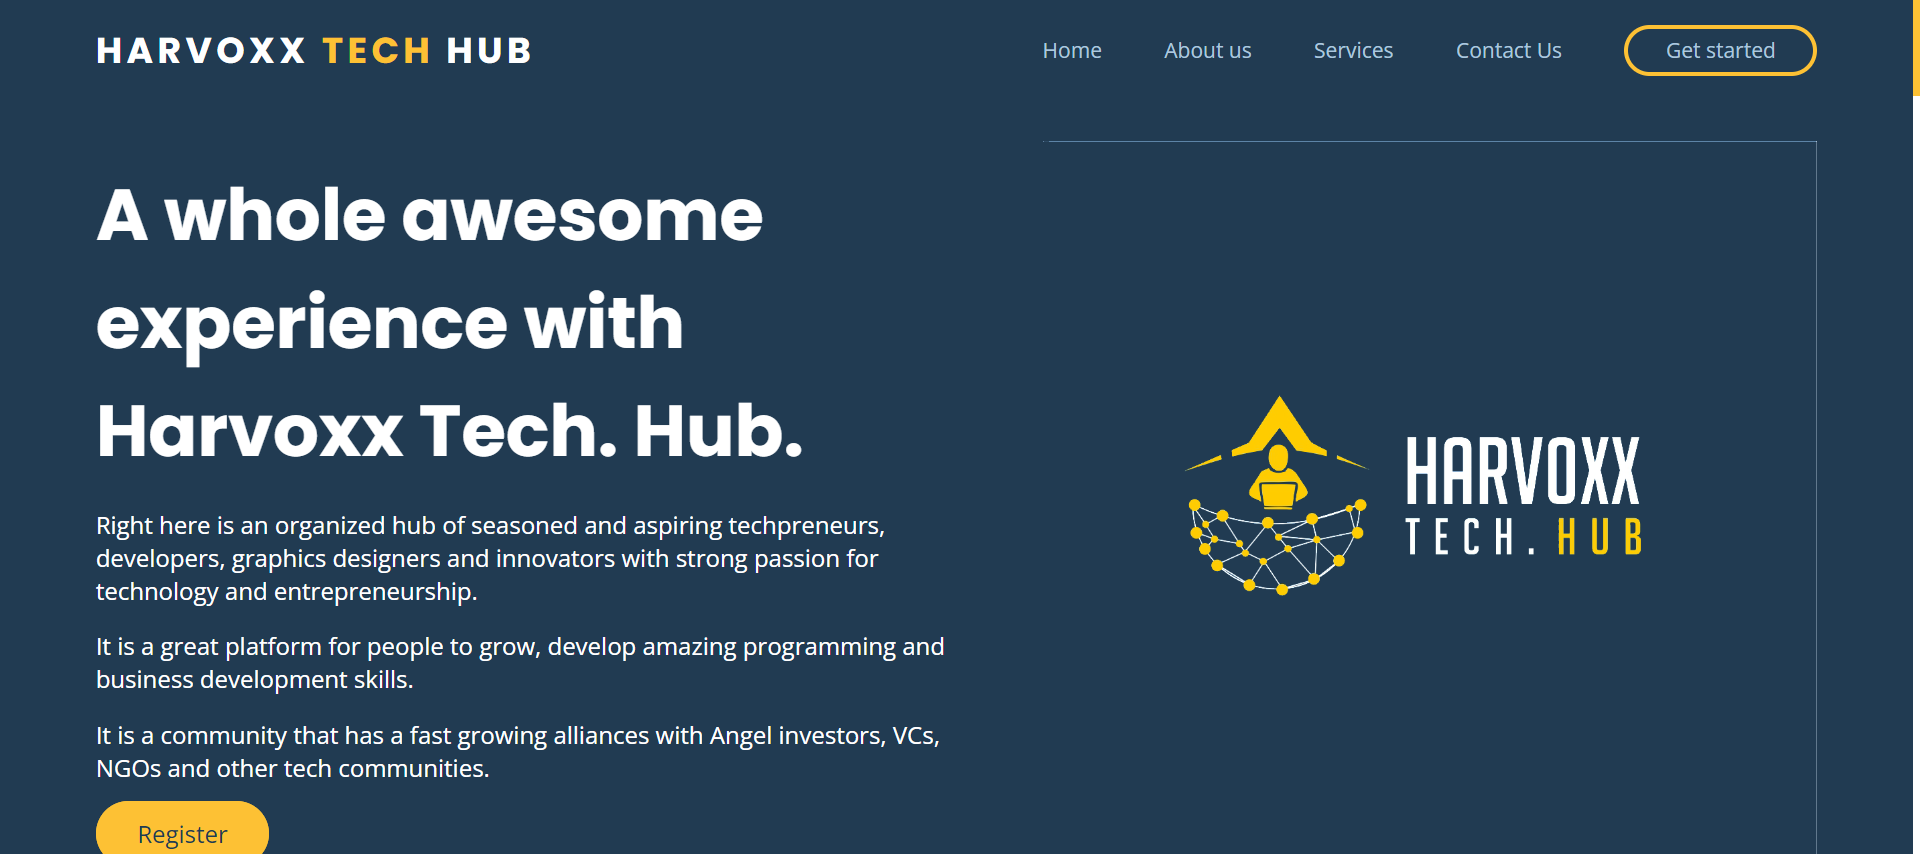 HARVOXX TECH HUB
Home About us Services Contact Us Get started
A whole awesome
experience with
Harvoxx Tech. Hub.
Right here is an organized hub of seasoned and aspiring techpreneurs,
developers, graphics designers and innovators with strong passion for
technology and entrepreneurship.
It is a great platform for people to grow, develop amazing programming and
business development skills.
It is a community that has a fast growing alliances with Angel investors, VCs,
NGOs and other tech communities.
Register
HARVOXX
TECH. HUB